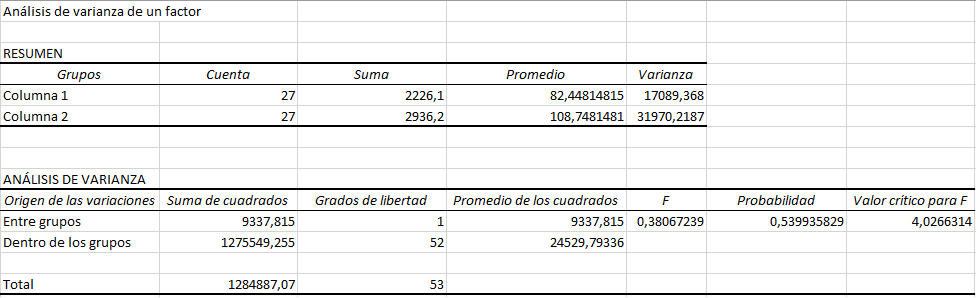 Análisis de varianza de un factor
RESUMEN
Grupos Cuenta Suma Promedio Varianza
Columna 1 27 2226,1 82,44814815 17089,368
Columna 2 27 2936,2 108,7481481 31970,2187
ANÁLISIS DE VARIANZA
Origen de las variaciones Suma de cuadrados Grados de libertad Promedio de los cuadrados F Probabilidad Valor crítico para F
Entre grupos 9337,815 1 9337,815 0,38067239 0,539935829 4,0266314
Dentro de los grupos 1275549,255 52 24529,79336
Total 1284887,07 53